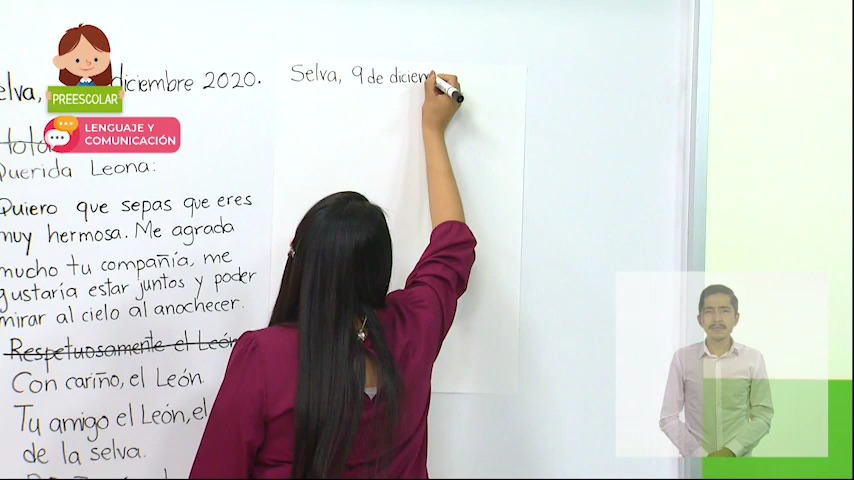 PREESCOLAR
LENGUAJE Y
COMUNICACIÓN
diciembre 2020.
Querida Leona:
Quiero que sepas que eres
muy hermosa. Me agrada
mucho tu compañía, me
gustaría estar juntos y poder
mirar al cielo al anochecer.
Respetuosamente el León
Con cariño, el León
Tu amigo el León, el
de la selva.
Selva, 9 de diciem